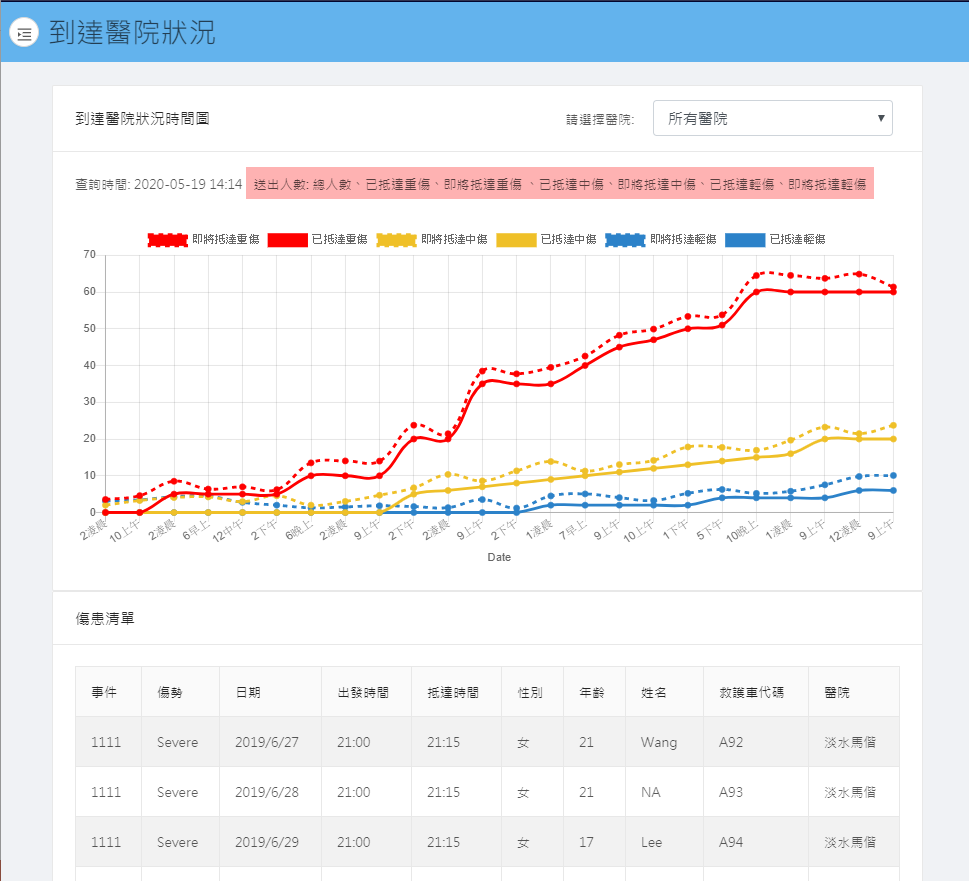 到達醫院狀況
到達醫院狀況時間圖
請選擇醫院:
所有醫院
查詢時間: 2020-05-19 14:14
送出人數: 總人數、已抵達重傷、即將抵達重傷 、已抵達中傷、即將抵達中傷、已抵達輕傷、即將抵達輕傷
即將抵達重傷 已抵達重傷 即將抵達中傷 已抵達中傷 即將抵達輕傷 已抵達輕傷
70
60
50
40
30
20
10
0
2凌晨 10上午 2凌晨 6早上 12中午 2下午 6晚上 2凌晨 9上午 2下午 2凌晨 9上午 2下午 1凌晨 7早上 9上午 10上午 1下午 5下午 10晚上 1凌晨 9上午 12凌晨 9上午
Date
傷患清單
事件 傷勢 日期 出發時間 抵達時間 性別 年齡 姓名 救護車代碼 醫院
1111 Severe 2019/6/27 21:00 21:15 女 21 Wang A92 淡水馬偕
1111 Severe 2019/6/28 21:00 21:15 女 21 NA A93 淡水馬偕
1111 Severe 2019/6/29 21:00 21:15 女 17 Lee A94 淡水馬偕